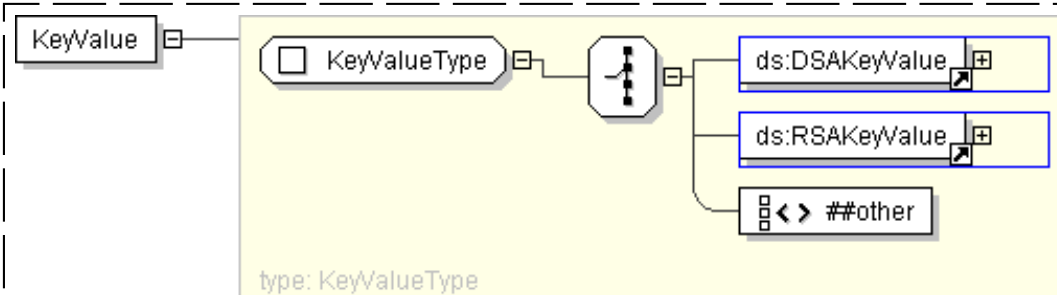 KeyValue
KeyValueType
ds:DSAKeyValue
ds:RSAKeyValue
##other
type: KeyValueType